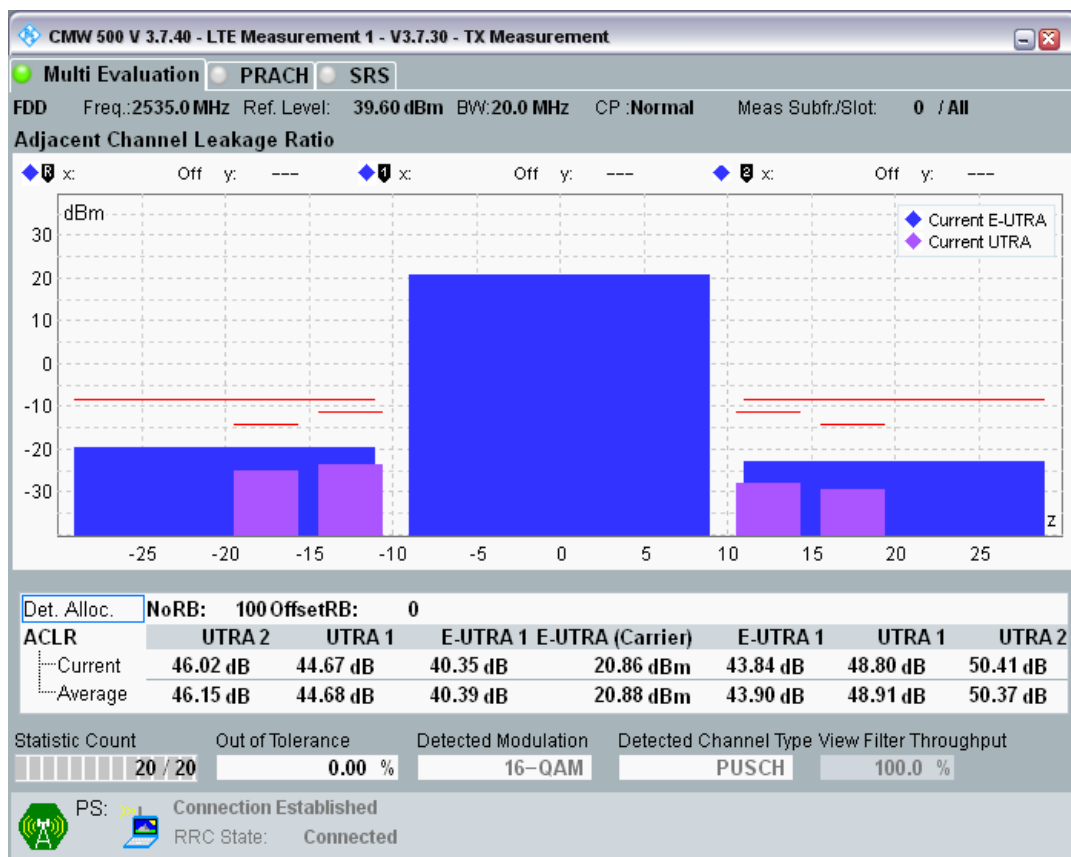 CMW 500 V 3.7.40 - LTE Measurement 1 - V3.7.30 - TX Measurement
Multi Evaluation PRACH SRS
FDD Freq.:2535.0 MHz Ref. Level: 39.60 dBm BW:20.0 MHz CP :Normal Meas Subfr./Slot: 0 / All
Adjacent Channel Leakage Ratio
R x: Off y: --- 1 x: Off y: --- 2 x: Off y: ---
dBm
Current E-UTRA
Current UTRA
30
20
10
0
-10
-20
-30
z
-25 -20 -15 -10 -5 0 5 10 15 20 25
Det. Alloc. NoRB: 100 OffsetRB: 0
ACLR UTRA 2 UTRA 1 E-UTRA 1 E-UTRA (Carrier) E-UTRA 1 UTRA 1 UTRA 2
Current 46.02 dB 44.67 dB 40.35 dB 20.86 dBm 43.84 dB 48.80 dB 50.41 dB
Average 46.15 dB 44.68 dB 40.39 dB 20.88 dBm 43.90 dB 48.91 dB 50.37 dB
Statistic Count Out of Tolerance Detected Modulation Detected Channel Type View Filter Throughput
20 / 20 0.00 % 16-QAM PUSCH 100.0 %
PS: Connection Established
RRC State: Connected